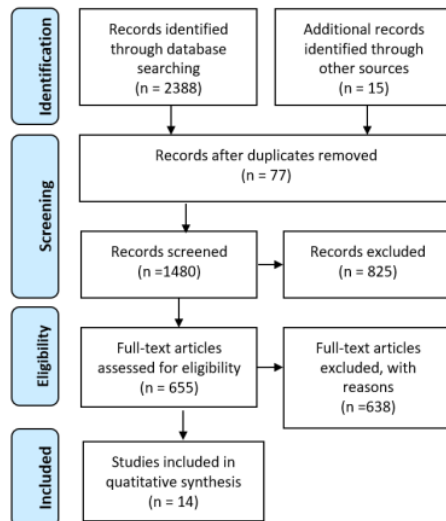 Identification
Records identified
through database
searching
(n = 2388)
Additional records
identified through
other sources
(n = 15)
Screening
Records after duplicates removed
(n = 77)
Records screened
(n =1480)
Records excluded
(n = 825)
Eligibility
Full-text articles
assessed for eligibility
(n = 655)
Full-text articles
excluded, with
reasons
(n =638)
Included
Studies included in
qualitative synthesis
(n = 14)